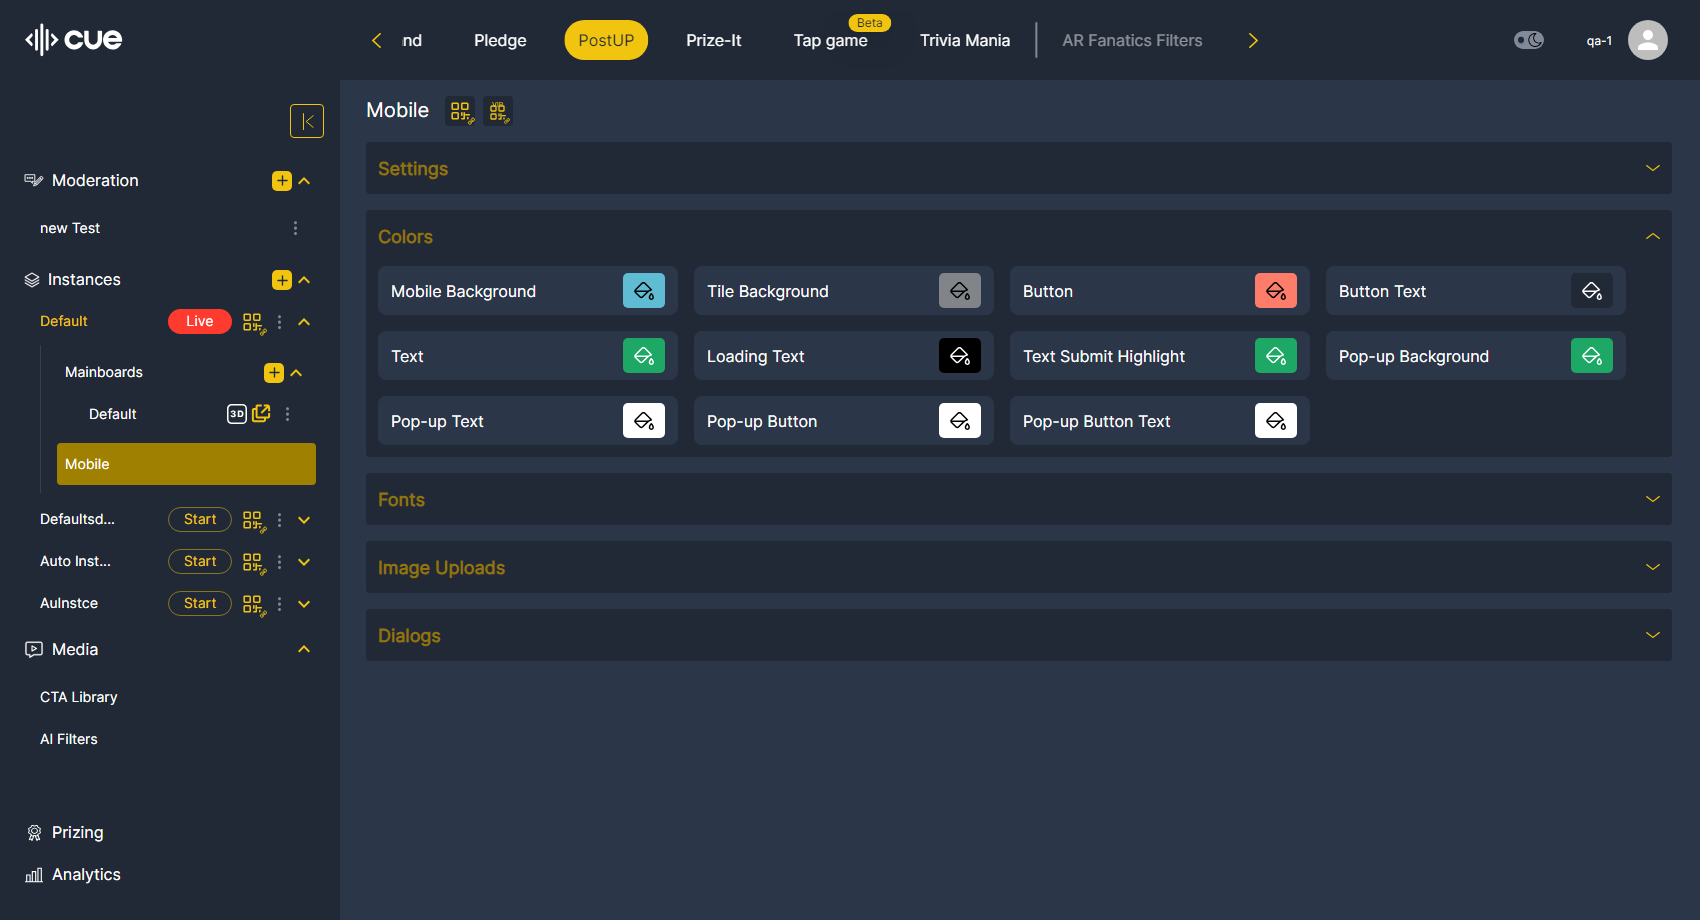 cue
nd
Pledge
PostUP
Prize-It
Tap game
Beta
Trivia Mania
AR Fanatics Filters
qa-1
Moderation
new Test
Instances
Default
Live
Mainboards
Default
3D
Mobile
Defaultsd...
Start
Auto Inst...
Start
AuInstce
Start
Media
CTA Library
AI Filters
Prizing
Analytics
Mobile
VIP
Settings
Colors
Mobile Background
Tile Background
Button
Button Text
Text
Loading Text
Text Submit Highlight
Pop-up Background
Pop-up Text
Pop-up Button
Pop-up Button Text
Fonts
Image Uploads
Dialogs